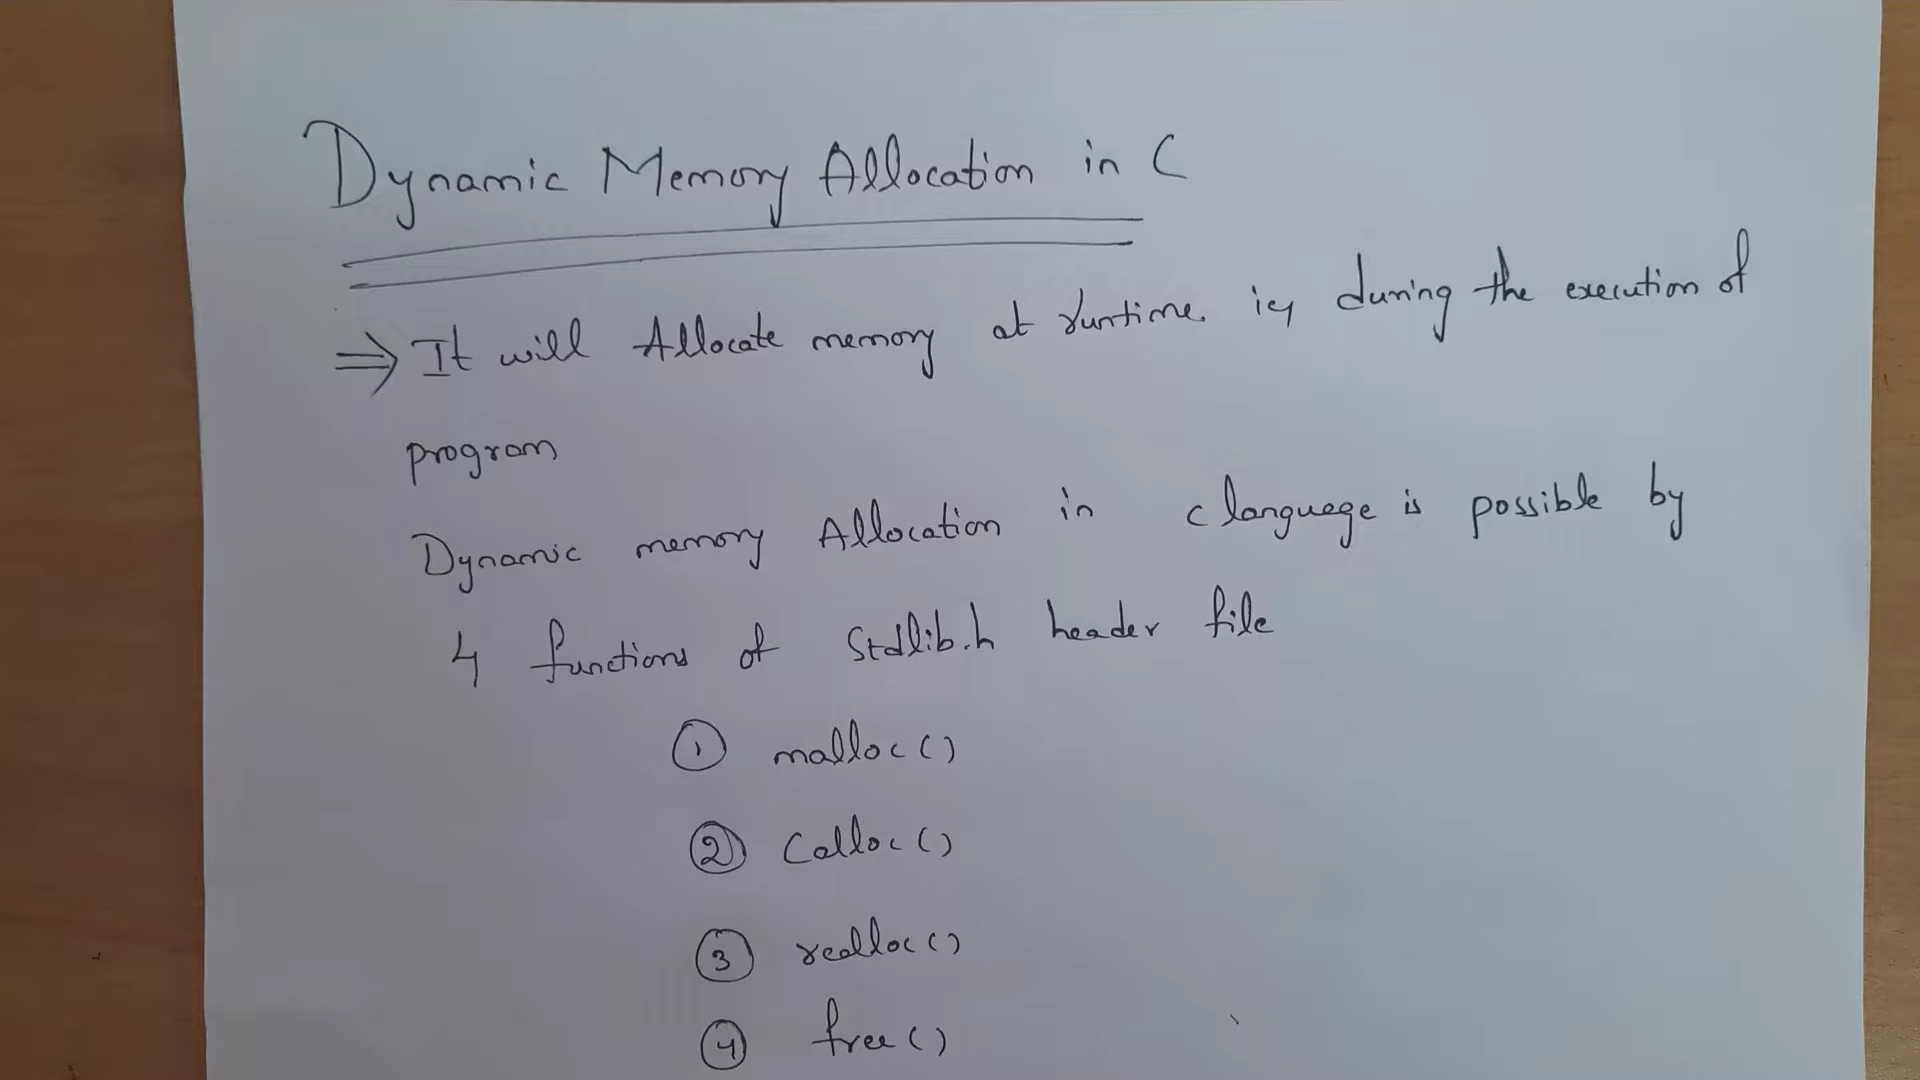 Dynamic Memory Allocation in C
⇒ It will Allocate memory at runtime. ie, during the execution of
program
Dynamic memory Allocation in c language is possible by
4 functions of Stdlib.h header file
① malloc()
② Calloc()
③ realloc()
④ free()